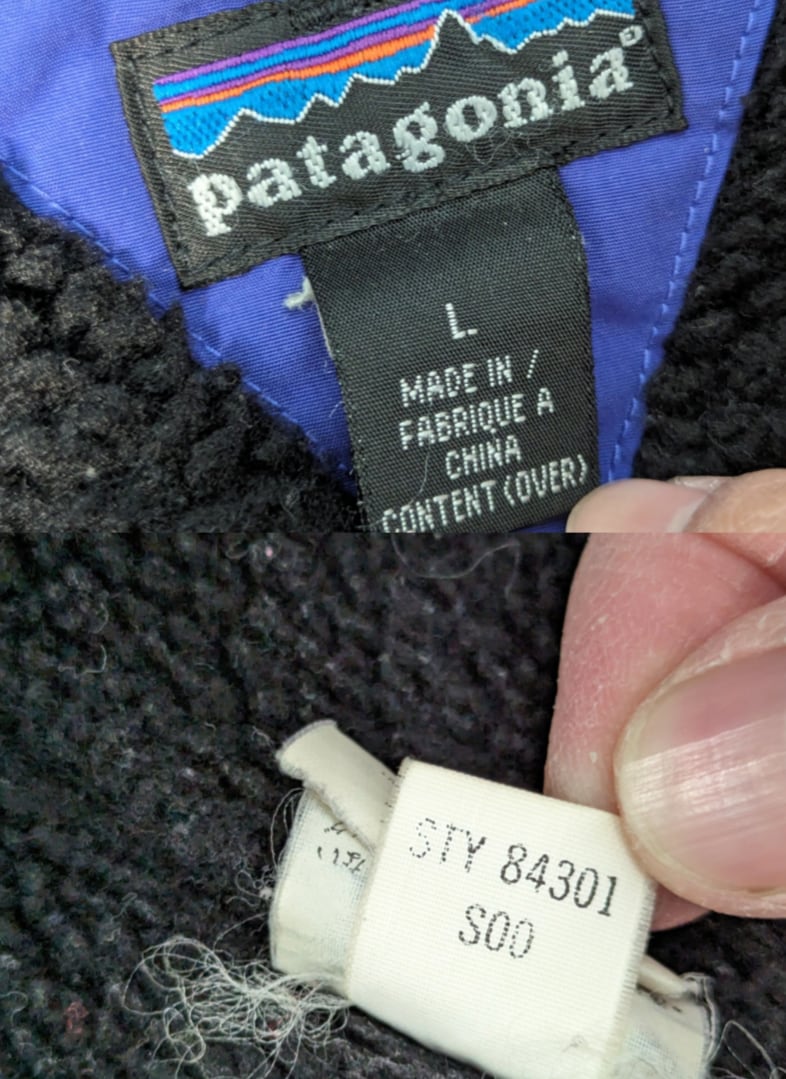 patagonia®
L
MADE IN /
FABRIQUE A
CHINA
CONTENT (OVER)
STY 84301
S00